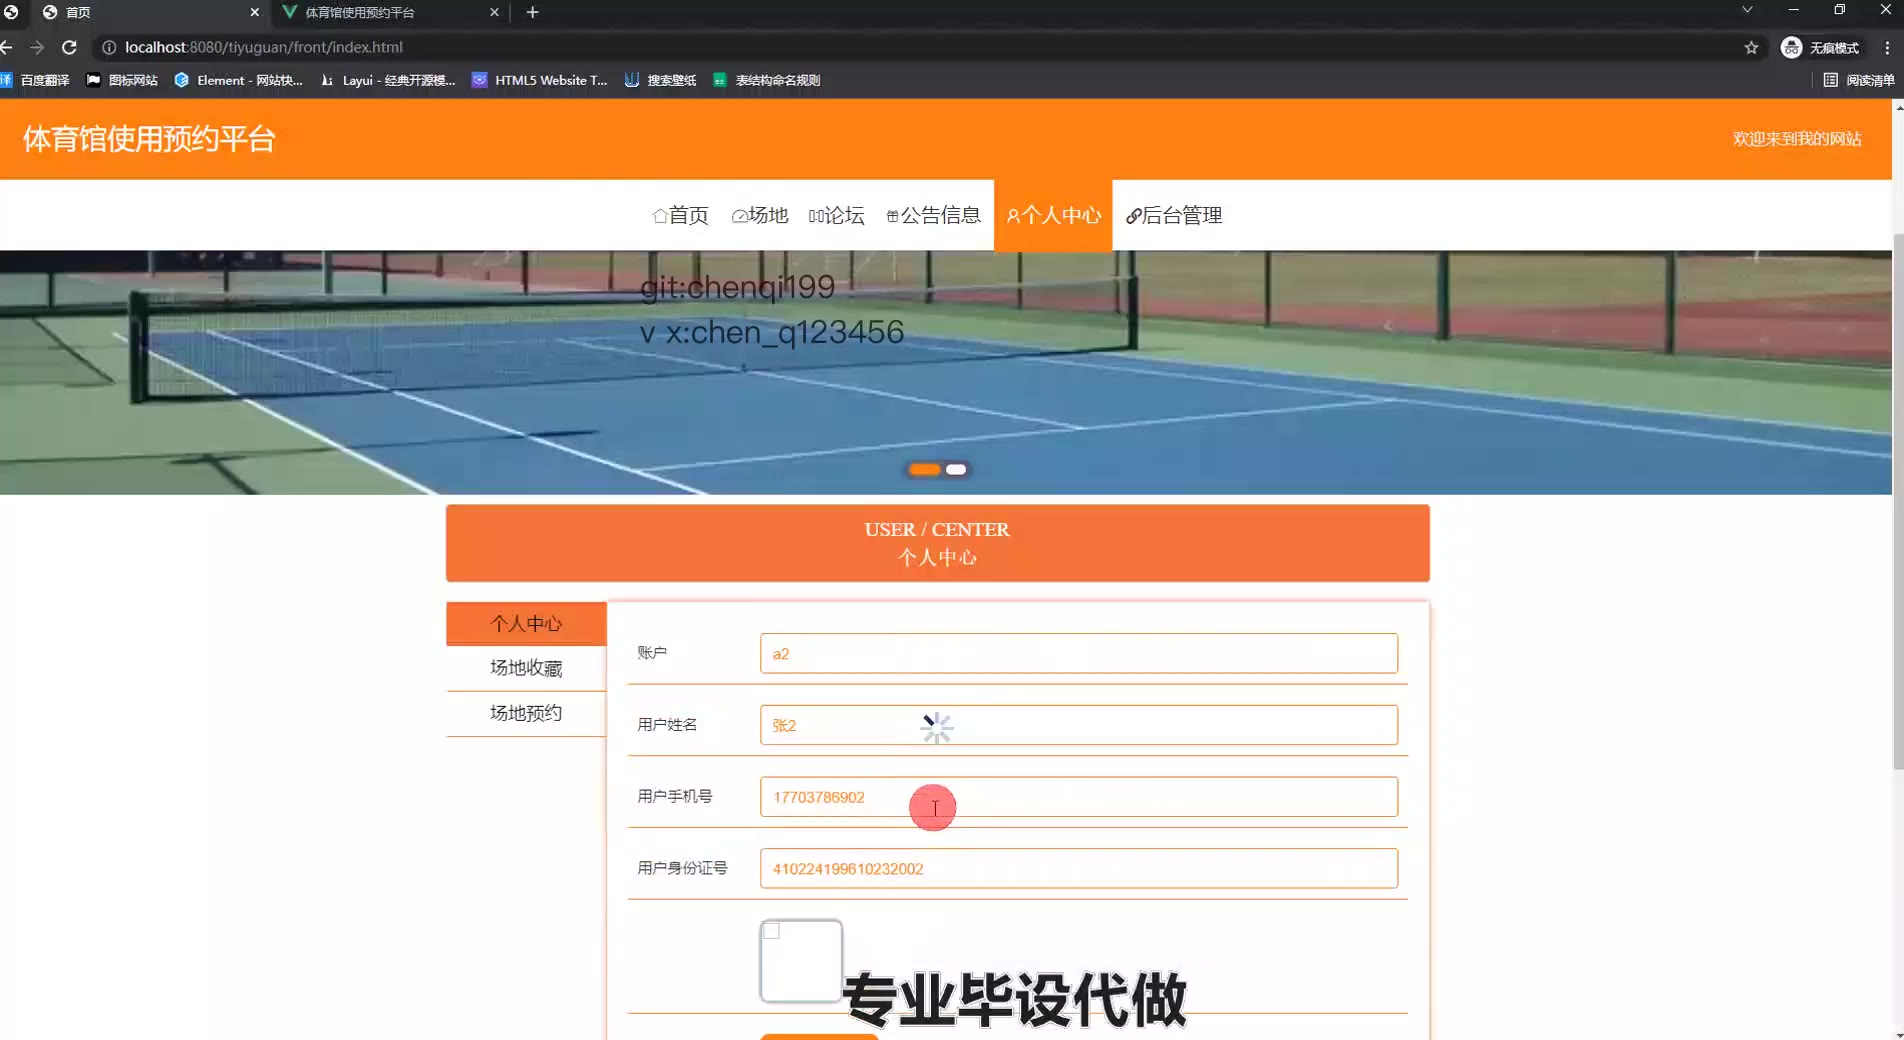 首页
体育馆使用预约平台
localhost:8080/tiyuguan/front/index.html
无痕模式
译 百度翻译
图标网站
Element - 网站快...
Layui - 经典开源模...
HTML5 Website T...
搜索壁纸
表结构命名规则
阅读清单
体育馆使用预约平台
欢迎来到我的网站
首页
场地
论坛
公告信息
个人中心
后台管理
git:chenqi199
v x:chen_q123456
USER / CENTER
个人中心
个人中心
场地收藏
场地预约
账户
a2
用户姓名
张2
用户手机号
17703786902
用户身份证号
410224199610232002
专业毕设代做